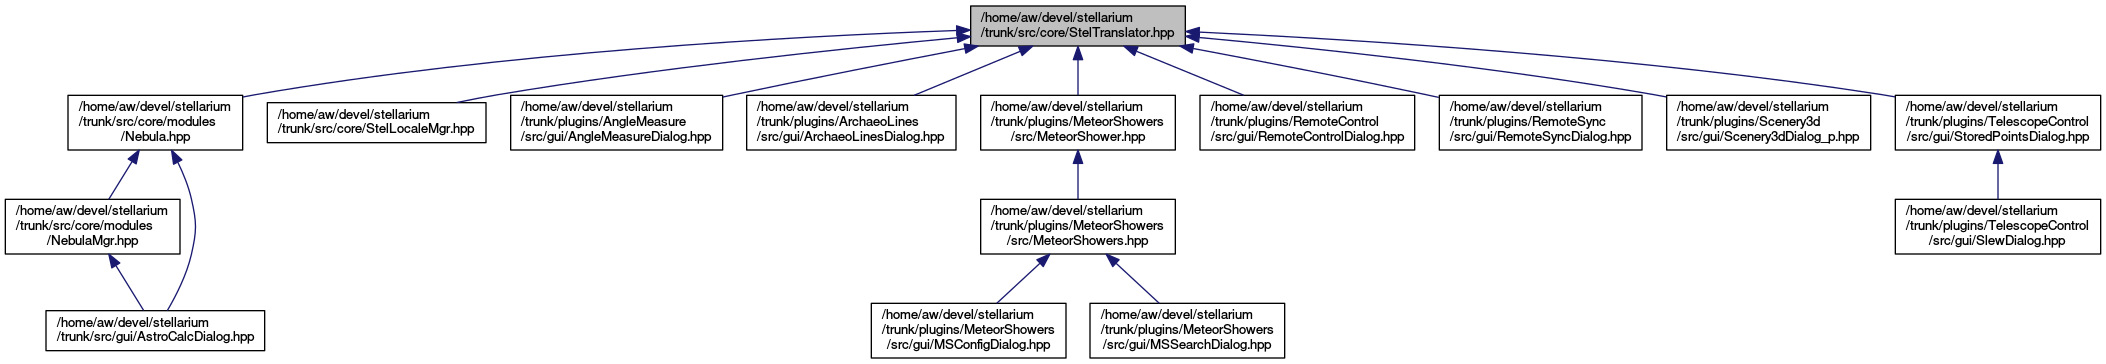 /home/aw/devel/stellarium
/trunk/src/core/StelTranslator.hpp
/home/aw/devel/stellarium
/trunk/src/core/modules
/Nebula.hpp
/home/aw/devel/stellarium
/trunk/src/core/StelLocaleMgr.hpp
/home/aw/devel/stellarium
/trunk/plugins/AngleMeasure
/src/gui/AngleMeasureDialog.hpp
/home/aw/devel/stellarium
/trunk/plugins/ArchaeoLines
/src/gui/ArchaeoLinesDialog.hpp
/home/aw/devel/stellarium
/trunk/plugins/MeteorShowers
/src/MeteorShower.hpp
/home/aw/devel/stellarium
/trunk/plugins/RemoteControl
/src/gui/RemoteControlDialog.hpp
/home/aw/devel/stellarium
/trunk/plugins/RemoteSync
/src/gui/RemoteSyncDialog.hpp
/home/aw/devel/stellarium
/trunk/plugins/Scenery3d
/src/gui/Scenery3dDialog_p.hpp
/home/aw/devel/stellarium
/trunk/plugins/TelescopeControl
/src/gui/StoredPointsDialog.hpp
/home/aw/devel/stellarium
/trunk/src/core/modules
/NebulaMgr.hpp
/home/aw/devel/stellarium
/trunk/plugins/MeteorShowers
/src/MeteorShowers.hpp
/home/aw/devel/stellarium
/trunk/plugins/TelescopeControl
/src/gui/SlewDialog.hpp
/home/aw/devel/stellarium
/trunk/src/gui/AstroCalcDialog.hpp
/home/aw/devel/stellarium
/trunk/plugins/MeteorShowers
/src/gui/MSConfigDialog.hpp
/home/aw/devel/stellarium
/trunk/plugins/MeteorShowers
/src/gui/MSSearchDialog.hpp